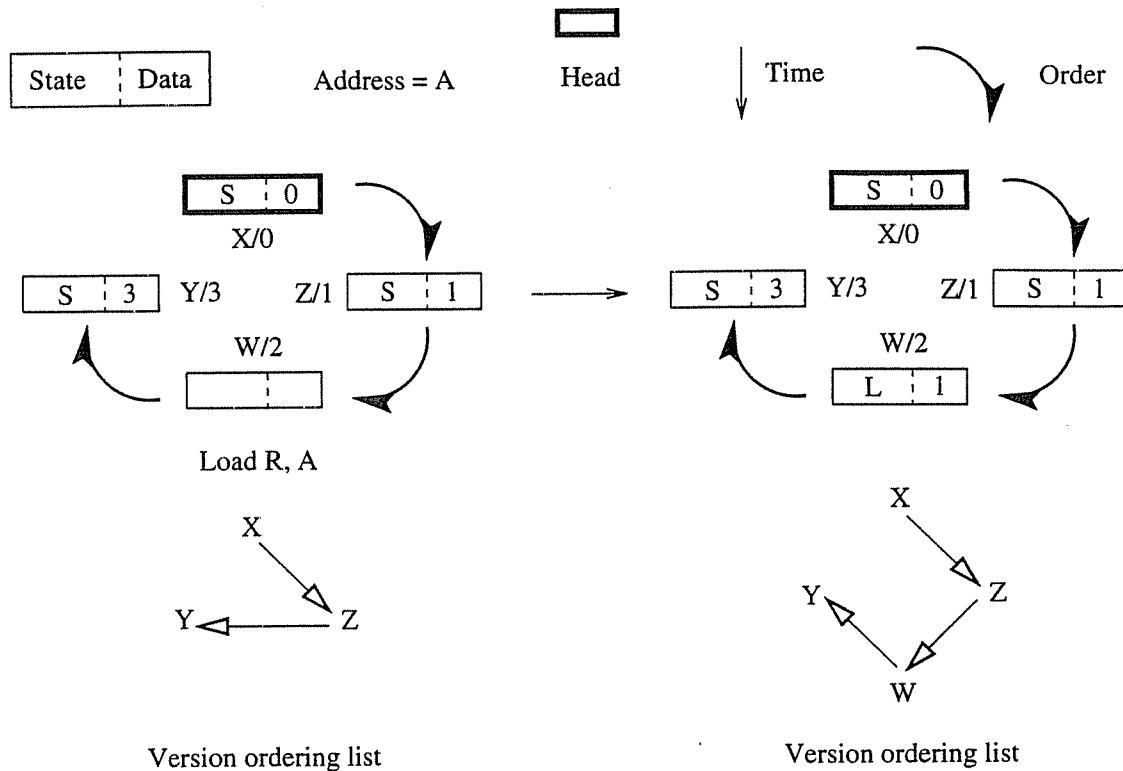 State Data
Address = A
Head
Time
Order
S 0
X/0
S 3
Y/3
Z/1
S 1
W/2
Load R, A
X
Y
Z
Version ordering list
S 0
X/0
S 3
Y/3
Z/1
S 1
W/2
L 1
X
Y
Z
W
Version ordering list